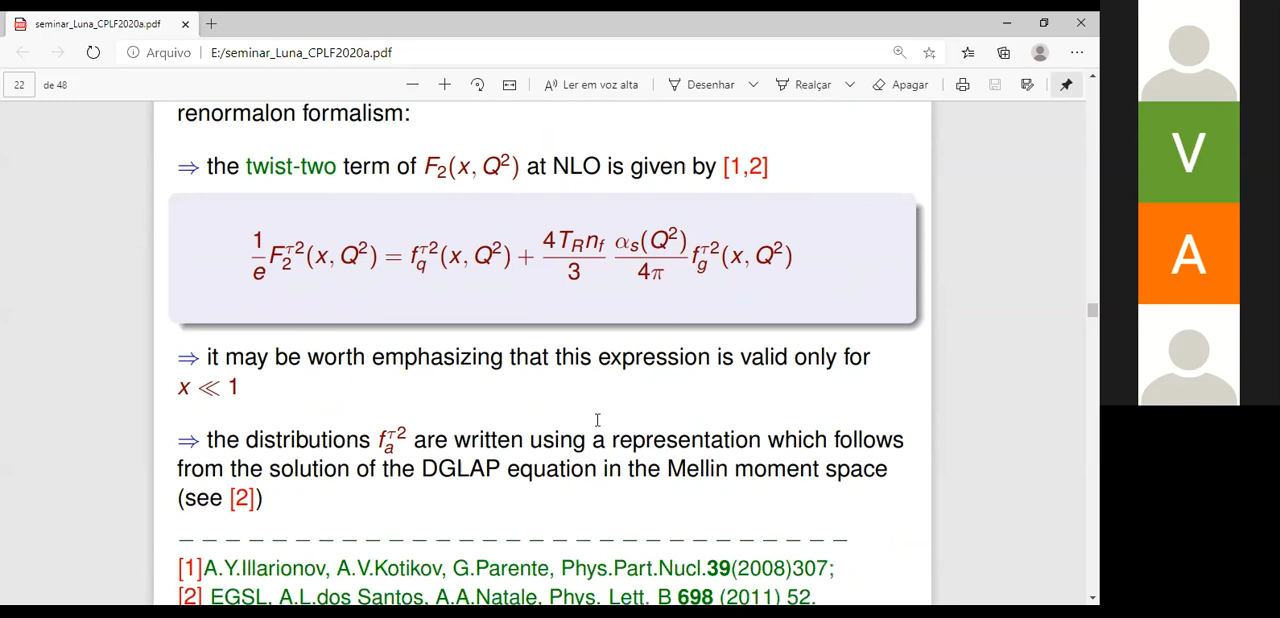 seminar_Luna_CPLF2020a.pdf
Arquivo | E:/seminar_Luna_CPLF2020a.pdf
22 de 48
Ler em voz alta
Desenhar
Realçar
Apagar
renormalon formalism:
⇒ the twist-two term of F₂(x, Q²) at NLO is given by [1,2]
1/e F₂^τ2(x, Q²) = f_q^τ2(x, Q²) + 4T_R n_f/3 α_s(Q²)/4π f_g^τ2(x, Q²)
⇒ it may be worth emphasizing that this expression is valid only for
x ≪ 1
⇒ the distributions f_a^τ2 are written using a representation which follows
from the solution of the DGLAP equation in the Mellin moment space
(see [2])
[1]A.Y.Illarionov, A.V.Kotikov, G.Parente, Phys.Part.Nucl.39(2008)307;
[2] EGSL, A.L.dos Santos, A.A.Natale, Phys. Lett. B 698 (2011) 52.
V
A